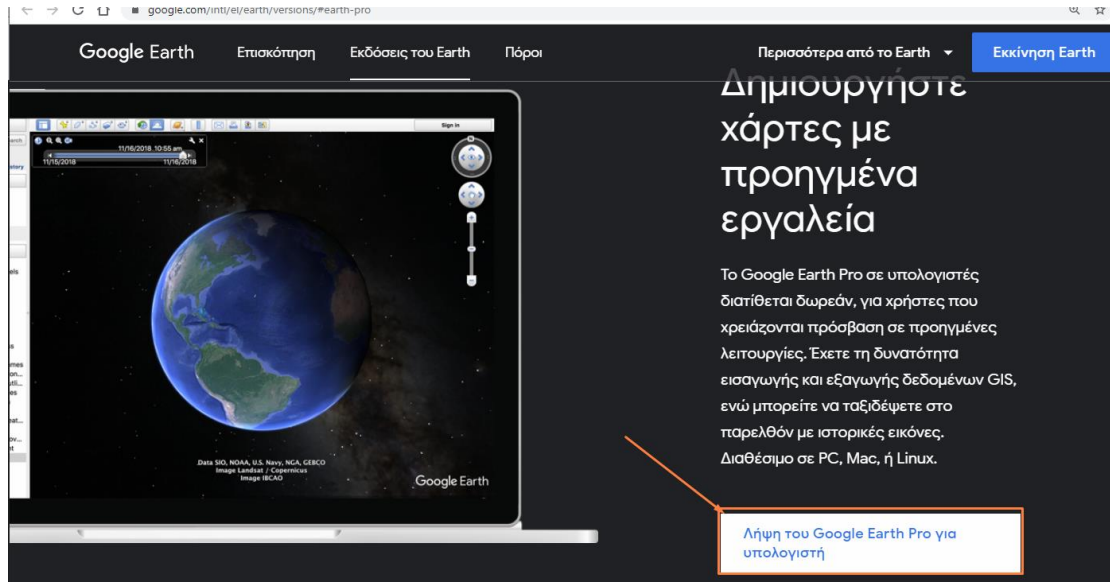 google.com/intl/el/earth/versions/#earth-pro
Google Earth Επισκόπηση Εκδόσεις του Earth Πόροι Περισσότερα από το Earth Εκκίνηση Earth
Δημιουργήστε
χάρτες με
προηγμένα
εργαλεία
Το Google Earth Pro σε υπολογιστές
διατίθεται δωρεάν, για χρήστες που
χρειάζονται πρόσβαση σε προηγμένες
λειτουργίες. Έχετε τη δυνατότητα
εισαγωγής και εξαγωγής δεδομένων GIS,
ενώ μπορείτε να ταξιδέψετε στο
παρελθόν με ιστορικές εικόνες.
Διαθέσιμο σε PC, Mac, ή Linux.
Λήψη του Google Earth Pro για
υπολογιστή
Sign in
11/16/2018 10:55 am
11/15/2018 11/16/2018
N
Data SIO, NOAA, U.S. Navy, NGA, GEBCO
Image Landsat / Copernicus
Image IBCAO
Google Earth